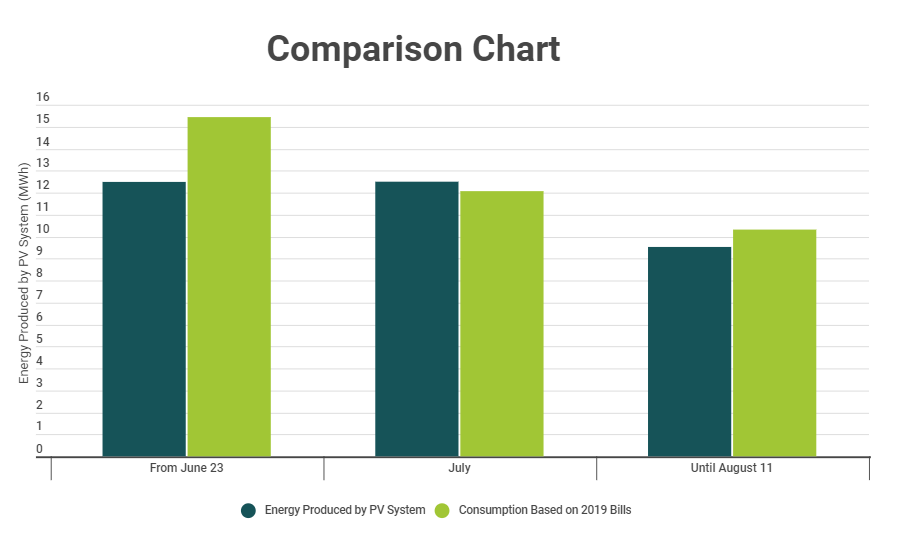 Comparison Chart
Energy Produced by PV System (MWh)
16
15
14
13
12
11
10
9
8
7
6
5
4
3
2
1
0
From June 23
July
Until August 11
Energy Produced by PV System
Consumption Based on 2019 Bills